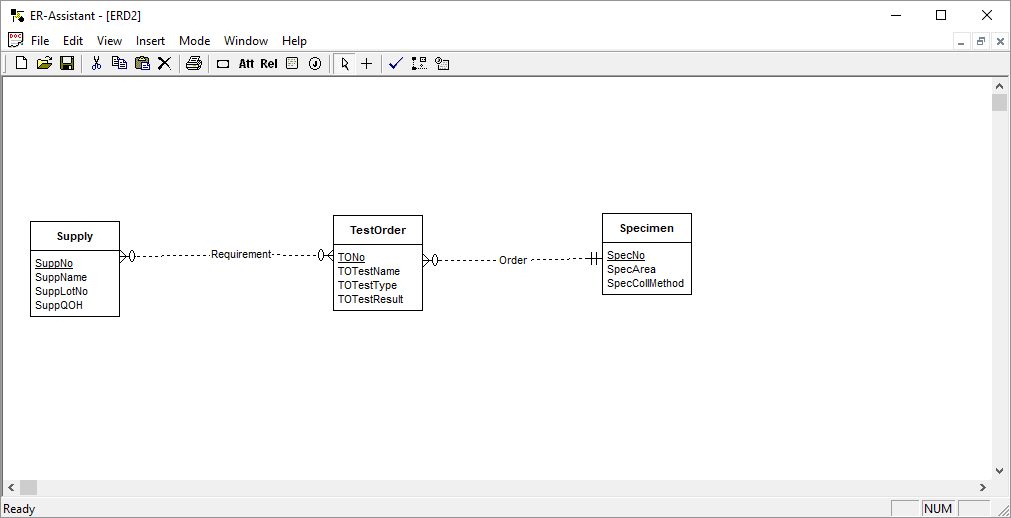 ER-Assistant - [ERD2]
DOC File Edit View Insert Mode Window Help
Att Rel J
Supply
SuppNo
SuppName
SuppLotNo
SuppQOH
Requirement
TestOrder
TONo
TOTestName
TOTestType
TOTestResult
Order
Specimen
SpecNo
SpecArea
SpecCollMethod
Ready NUM